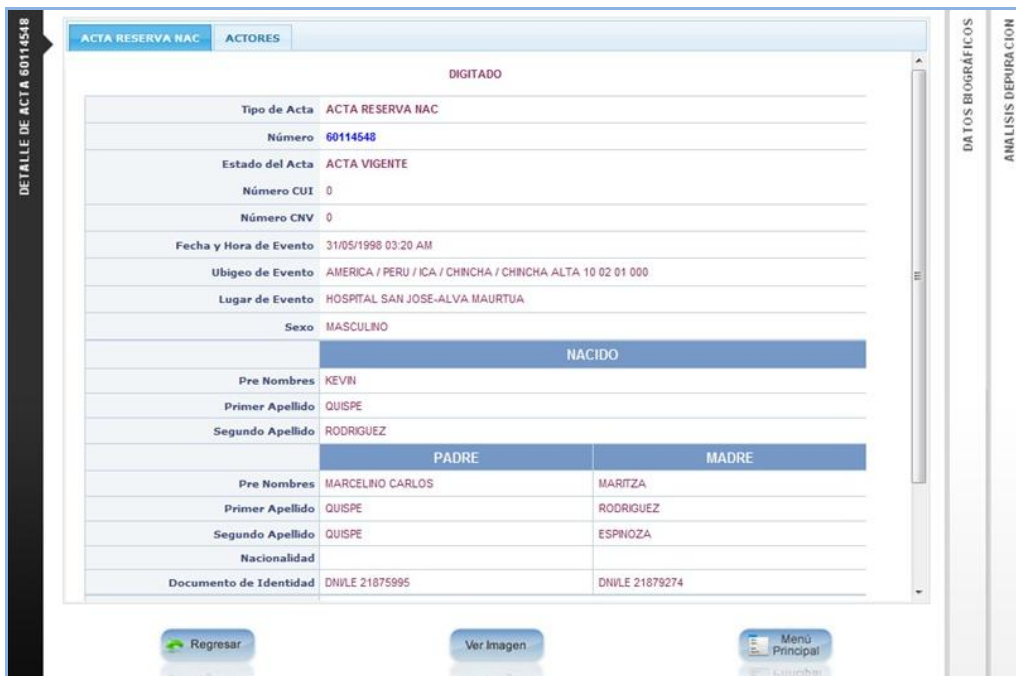 DETALLE DE ACTA 60114548
ACTA RESERVA NAC ACTORES
DIGITADO
Tipo de Acta ACTA RESERVA NAC
Número 60114548
Estado del Acta ACTA VIGENTE
Número CUI 0
Número CNV 0
Fecha y Hora de Evento 31/05/1998 03:20 AM
Ubigeo de Evento AMERICA / PERU / ICA / CHINCHA / CHINCHA ALTA 10 02 01 000
Lugar de Evento HOSPITAL SAN JOSE-ALVA MAURTUA
Sexo MASCULINO
NACIDO
Pre Nombres KEVIN
Primer Apellido QUISPE
Segundo Apellido RODRIGUEZ
PADRE MADRE
Pre Nombres MARCELINO CARLOS MARITZA
Primer Apellido QUISPE RODRIGUEZ
Segundo Apellido QUISPE ESPINOZA
Nacionalidad
Documento de Identidad DNI/LE 21875995 DNI/LE 21879274
Regresar
Ver Imagen
Menú
Principal
DATOS BIOGRÁFICOS
ANALISIS DEPURACION